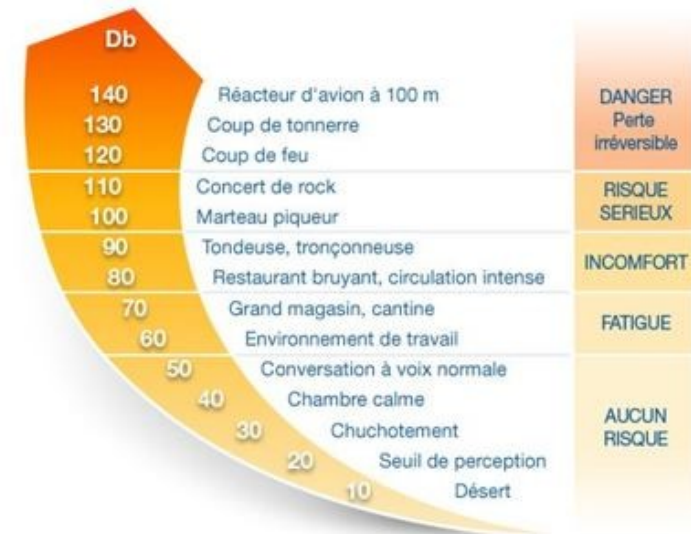 Db
140 Réacteur d'avion à 100 m
130 Coup de tonnerre
120 Coup de feu
DANGER
Perte
irréversible
110 Concert de rock
100 Marteau piqueur
RISQUE
SERIEUX
90 Tondeuse, tronçonneuse
80 Restaurant bruyant, circulation intense
INCOMFORT
70 Grand magasin, cantine
60 Environnement de travail
FATIGUE
50 Conversation à voix normale
40 Chambre calme
30 Chuchotement
20 Seuil de perception
10 Désert
AUCUN
RISQUE